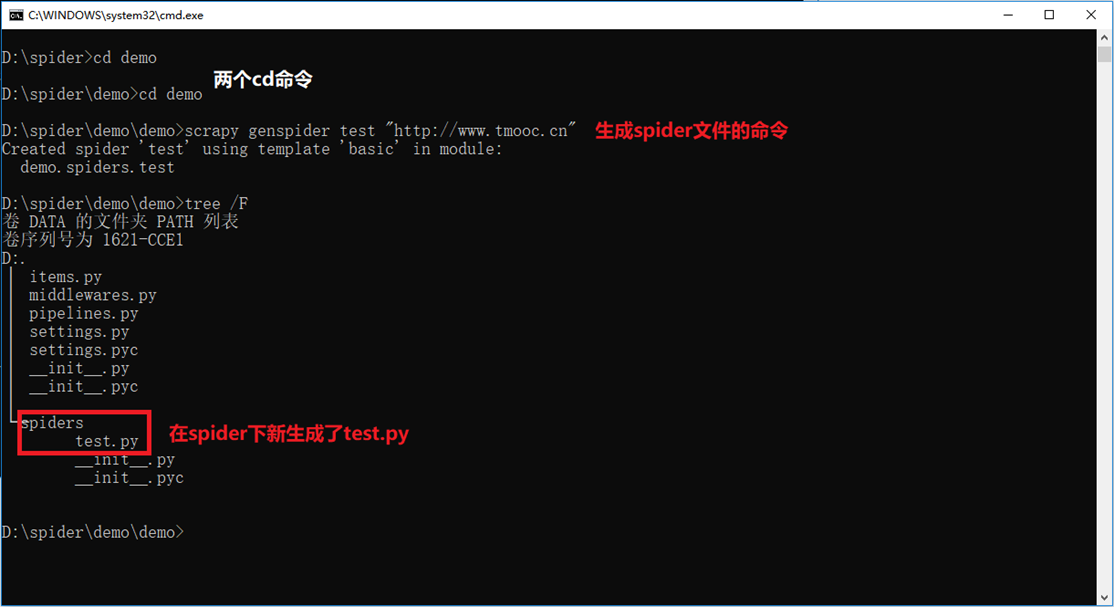 C:\WINDOWS\system32\cmd.exe
D:\spider>cd demo
两个cd命令
D:\spider\demo>cd demo
D:\spider\demo\demo>scrapy genspider test "http://www.tmooc.cn" 生成spider文件的命令
Created spider 'test' using template 'basic' in module:
demo.spiders.test
D:\spider\demo\demo>tree /F
卷 DATA 的文件夹 PATH 列表
卷序列号为 1621-CCE1
D:.
items.py
middlewares.py
pipelines.py
settings.py
settings.pyc
__init__.py
__init__.pyc
spiders
在spider下新生成了test.py
test.py
__init__.py
__init__.pyc
D:\spider\demo\demo>